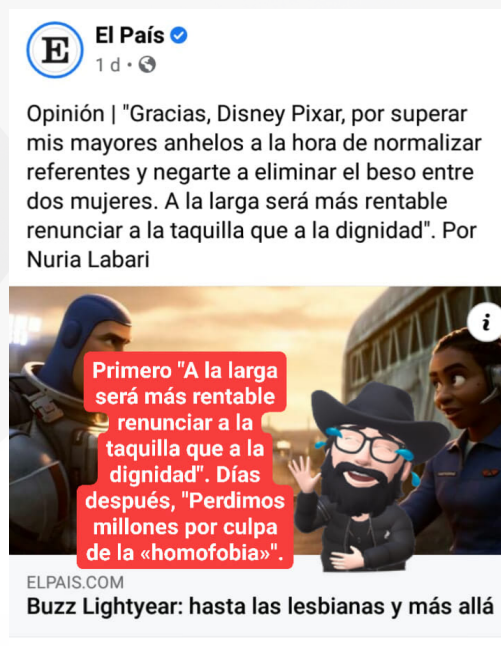 E
El País
1 d
Opinión | "Gracias, Disney Pixar, por superar
mis mayores anhelos a la hora de normalizar
referentes y negarte a eliminar el beso entre
dos mujeres. A la larga será más rentable
renunciar a la taquilla que a la dignidad". Por
Nuria Labari
i
Primero "A la larga
será más rentable
renunciar a la
taquilla que a la
dignidad". Días
después, "Perdimos
millones por culpa
de la «homofobia»".
ELPAIS.COM
Buzz Lightyear: hasta las lesbianas y más allá